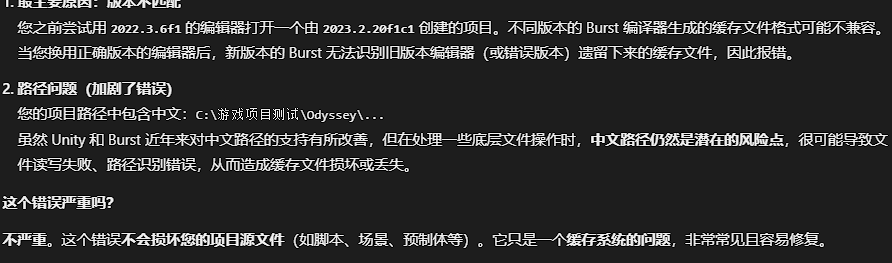 1. 最主要原因：版本不匹配
您之前尝试用 2022.3.6f1 的编辑器打开一个由 2023.2.20f1c1 创建的项目。不同版本的 Burst 编译器生成的缓存文件格式可能不兼容。
当您换用正确版本的编辑器后，新版本的 Burst 无法识别旧版本编辑器（或错误版本）遗留下来的缓存文件，因此报错。
2. 路径问题（加剧了错误)
您的项目路径中包含中文：C:\游戏项目测试\Odyssey\...
虽然 Unity 和 Burst 近年来对中文路径的支持有所改善，但在处理一些底层文件操作时，中文路径仍然是潜在的风险点，很可能导致文
件读写失败、路径识别错误，从而造成缓存文件损坏或丢失。
这个错误严重吗？
不严重。这个错误不会损坏您的项目源文件（如脚本、场景、预制体等）。它只是一个缓存系统的问题，非常常见且容易修复。